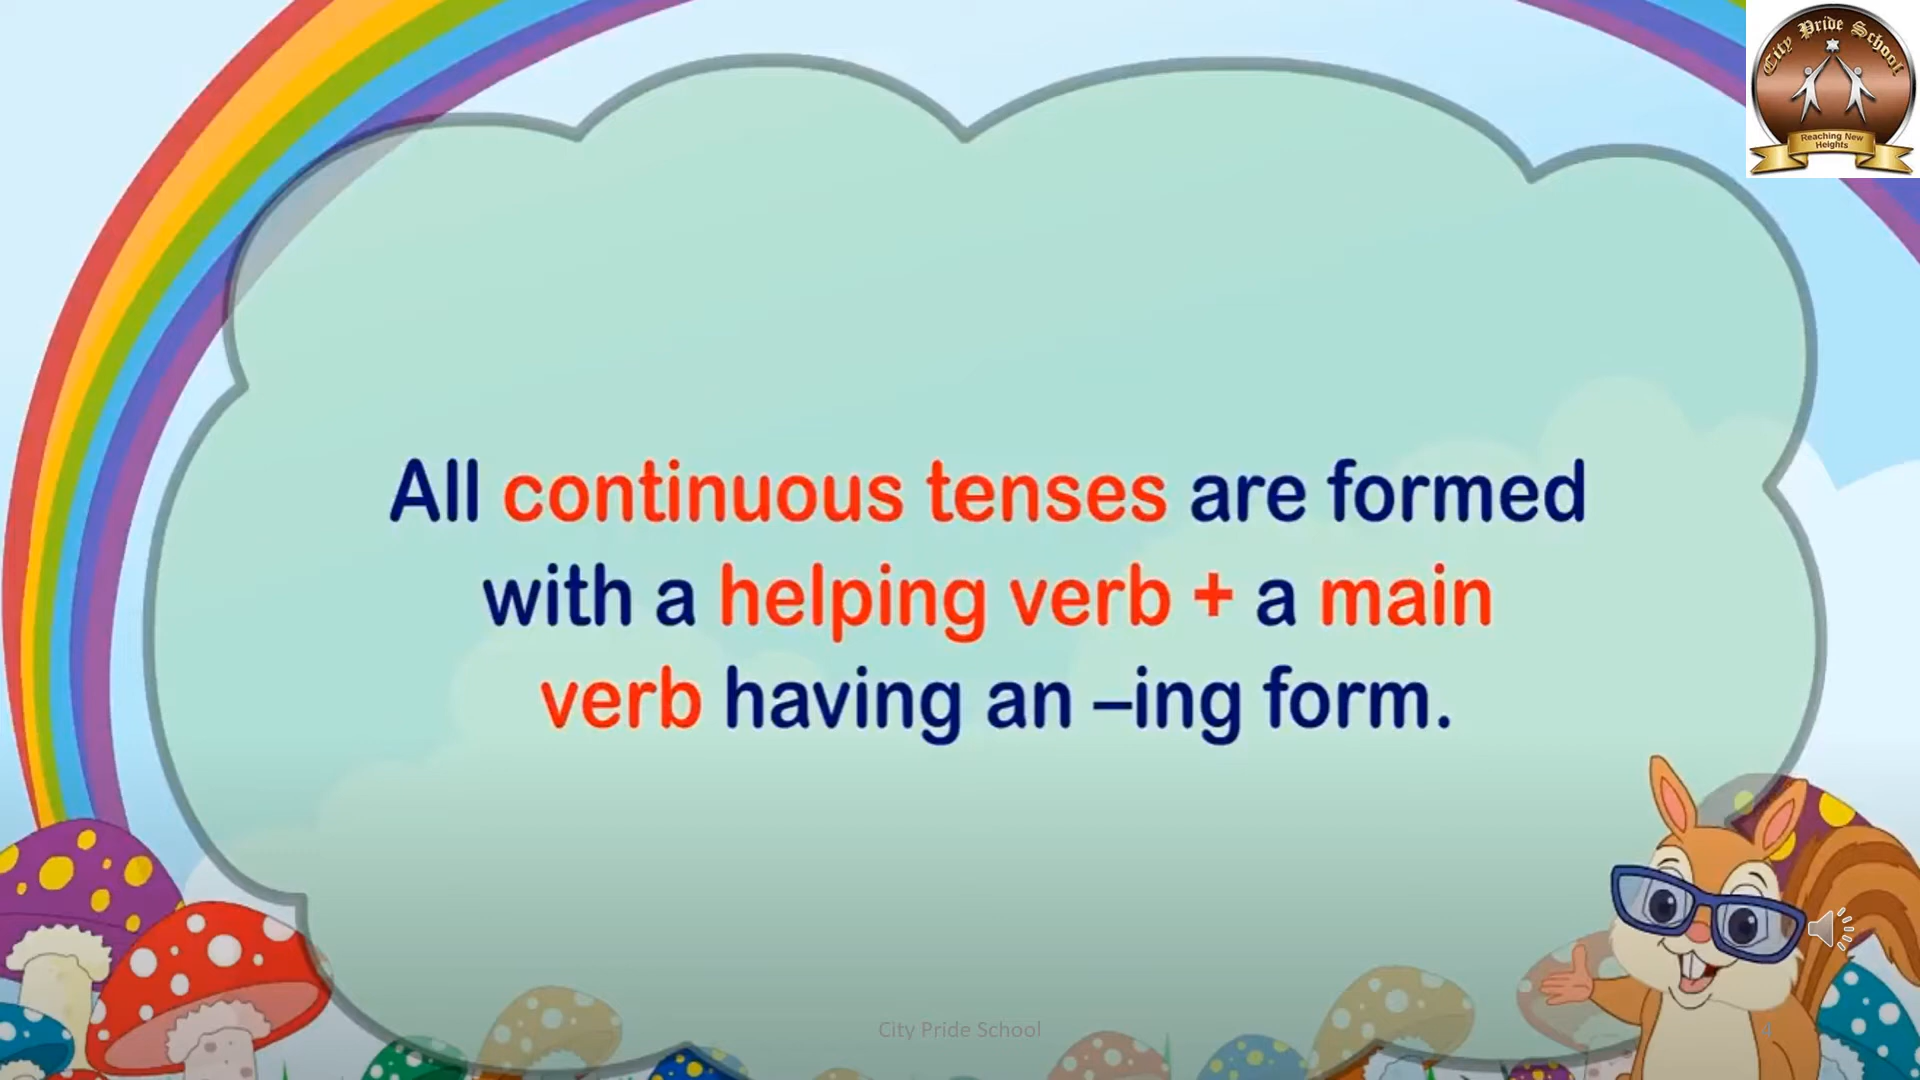 City Pride School
Reaching New
Heights
All continuous tenses are formed
with a helping verb + a main
verb having an –ing form.
City Pride School
4